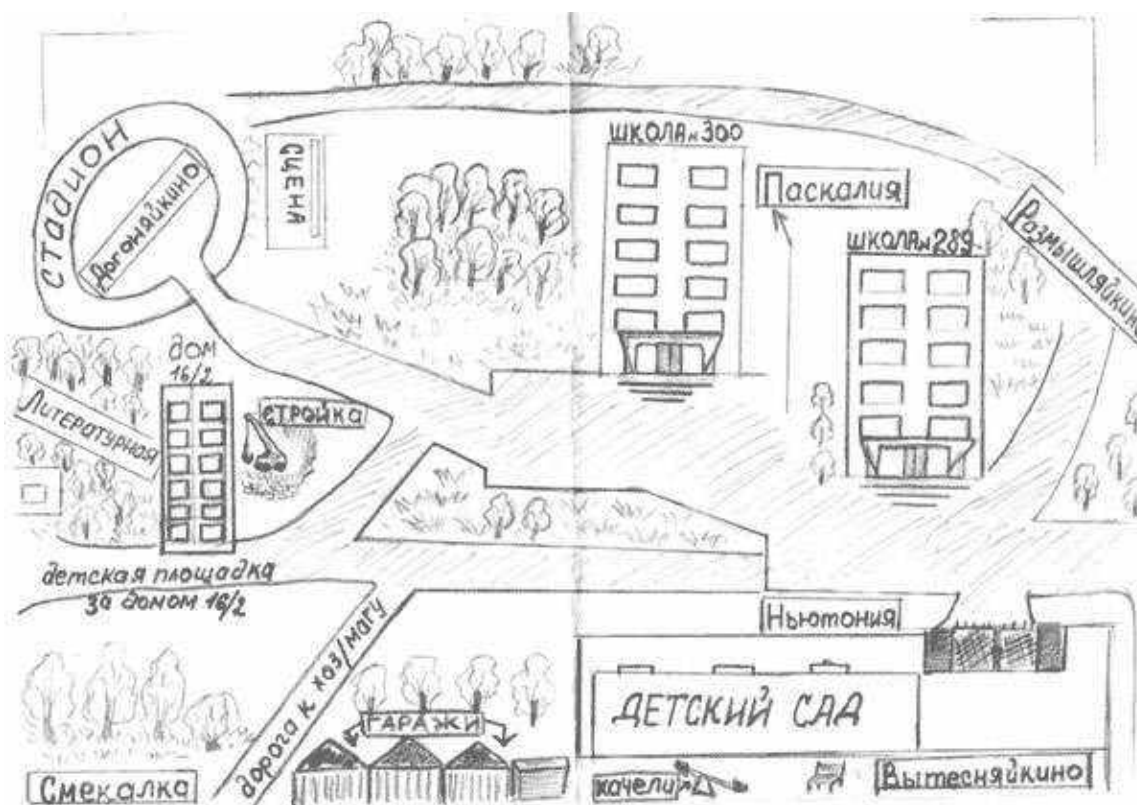 ШКОЛА № 300
СТАДИОН
Догоняйкино
СЦЕНА
Паскалия
ШКОЛА № 289
Размышляйкино
ДОМ
16/2
Литературная
СТРОЙКА
детская площадка
за домом 16/2
Ньютония
дорога к хоз/магу
ГАРАЖИ
ДЕТСКИЙ САД
Смекалка
качели
Вытесняйкино